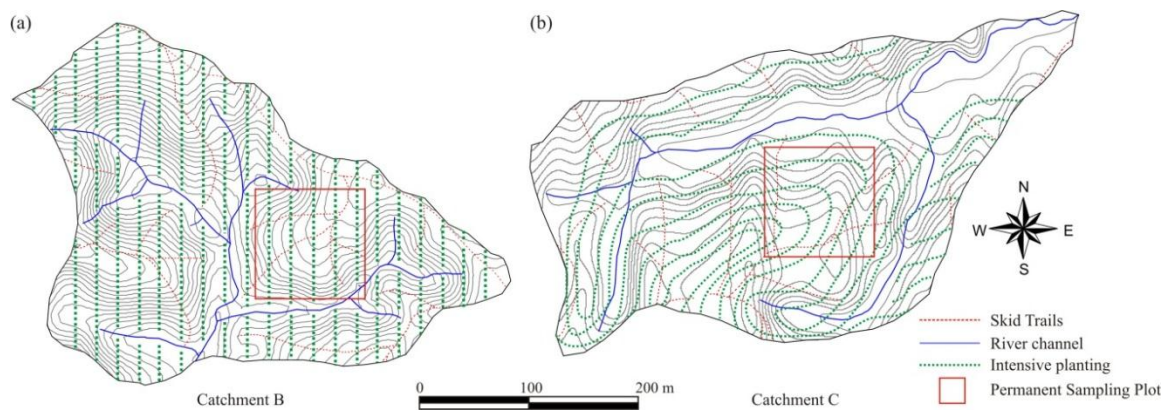 (a)
(b)
N
W E
S
Skid Trails
River channel
Intensive planting
Permanent Sampling Plot
0 100 200 m
Catchment B
Catchment C